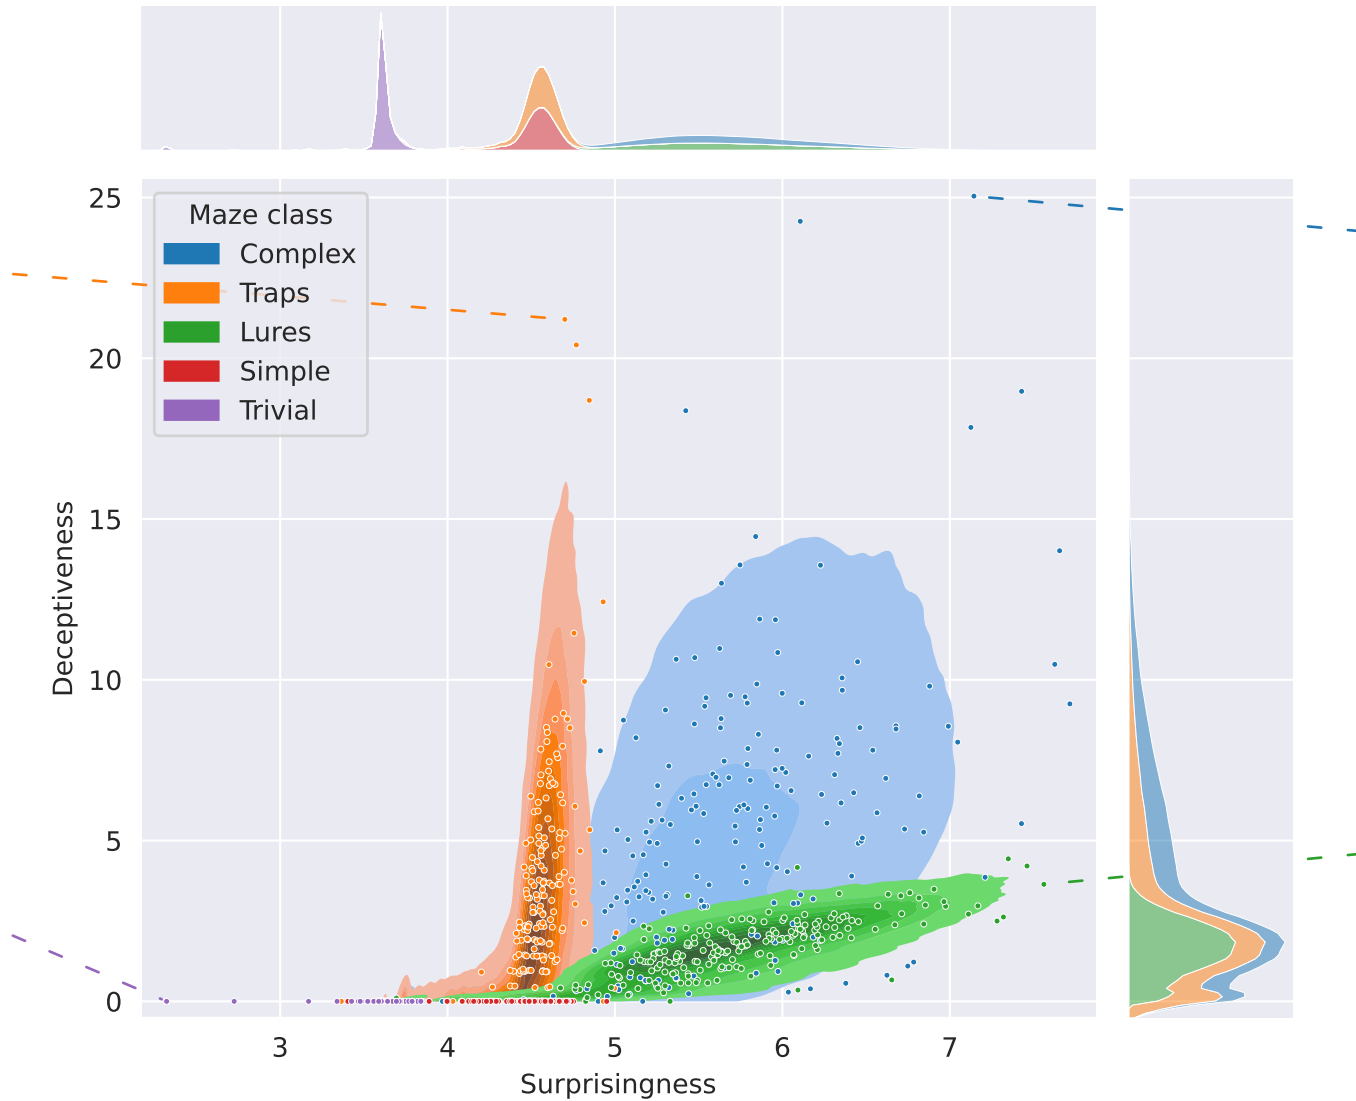 25
20
15
10
5
0
Deceptiveness
Maze class
Complex
Traps
Lures
Simple
Trivial
3 4 5 6 7
Surprisingness